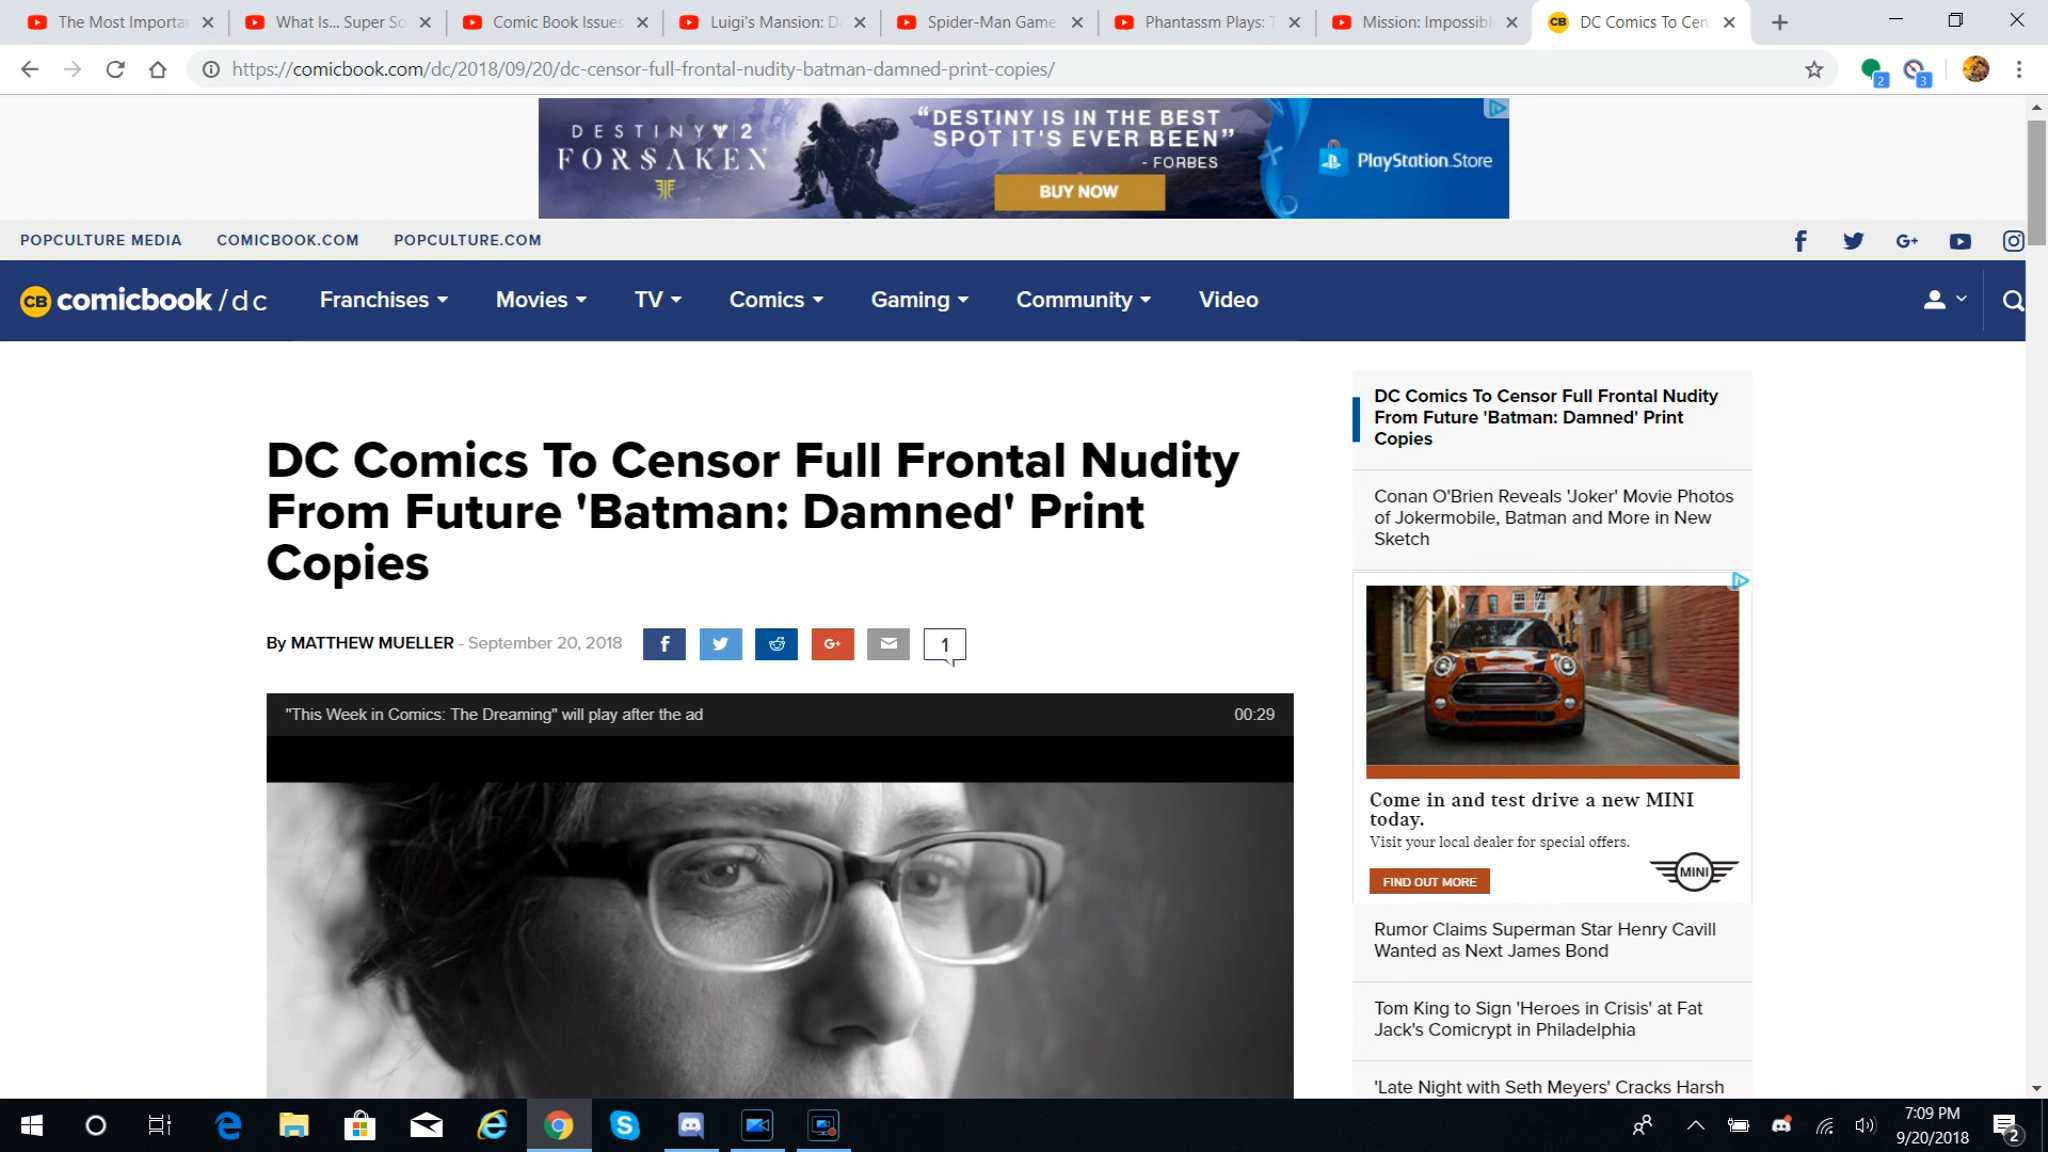 The Most Importar
What Is... Super So
Comic Book Issues
Luigi's Mansion: D
Spider-Man Game
Phantassm Plays: T
Mission: Impossibl
CB DC Comics To Cen
https://comicbook.com/dc/2018/09/20/dc-censor-full-frontal-nudity-batman-damned-print-copies/
2
3
DESTINY 2
FORSAKEN
"DESTINY IS IN THE BEST
SPOT IT'S EVER BEEN"
- FORBES
BUY NOW
PlayStation.Store
POPCULTURE MEDIA COMICBOOK.COM POPCULTURE.COM
f G+
CB comicbook/dc Franchises Movies TV Comics Gaming Community Video
DC Comics To Censor Full Frontal Nudity
From Future 'Batman: Damned' Print
Copies
By MATTHEW MUELLER - September 20, 2018 f G+ 1
"This Week in Comics: The Dreaming" will play after the ad 00:29
DC Comics To Censor Full Frontal Nudity
From Future 'Batman: Damned' Print
Copies
Conan O'Brien Reveals 'Joker' Movie Photos
of Jokermobile, Batman and More in New
Sketch
Come in and test drive a new MINI
today.
Visit your local dealer for special offers.
MINI
FIND OUT MORE
Rumor Claims Superman Star Henry Cavill
Wanted as Next James Bond
Tom King to Sign 'Heroes in Crisis' at Fat
Jack's Comicrypt in Philadelphia
'Late Night with Seth Meyers' Cracks Harsh
7:09 PM
9/20/2018
2